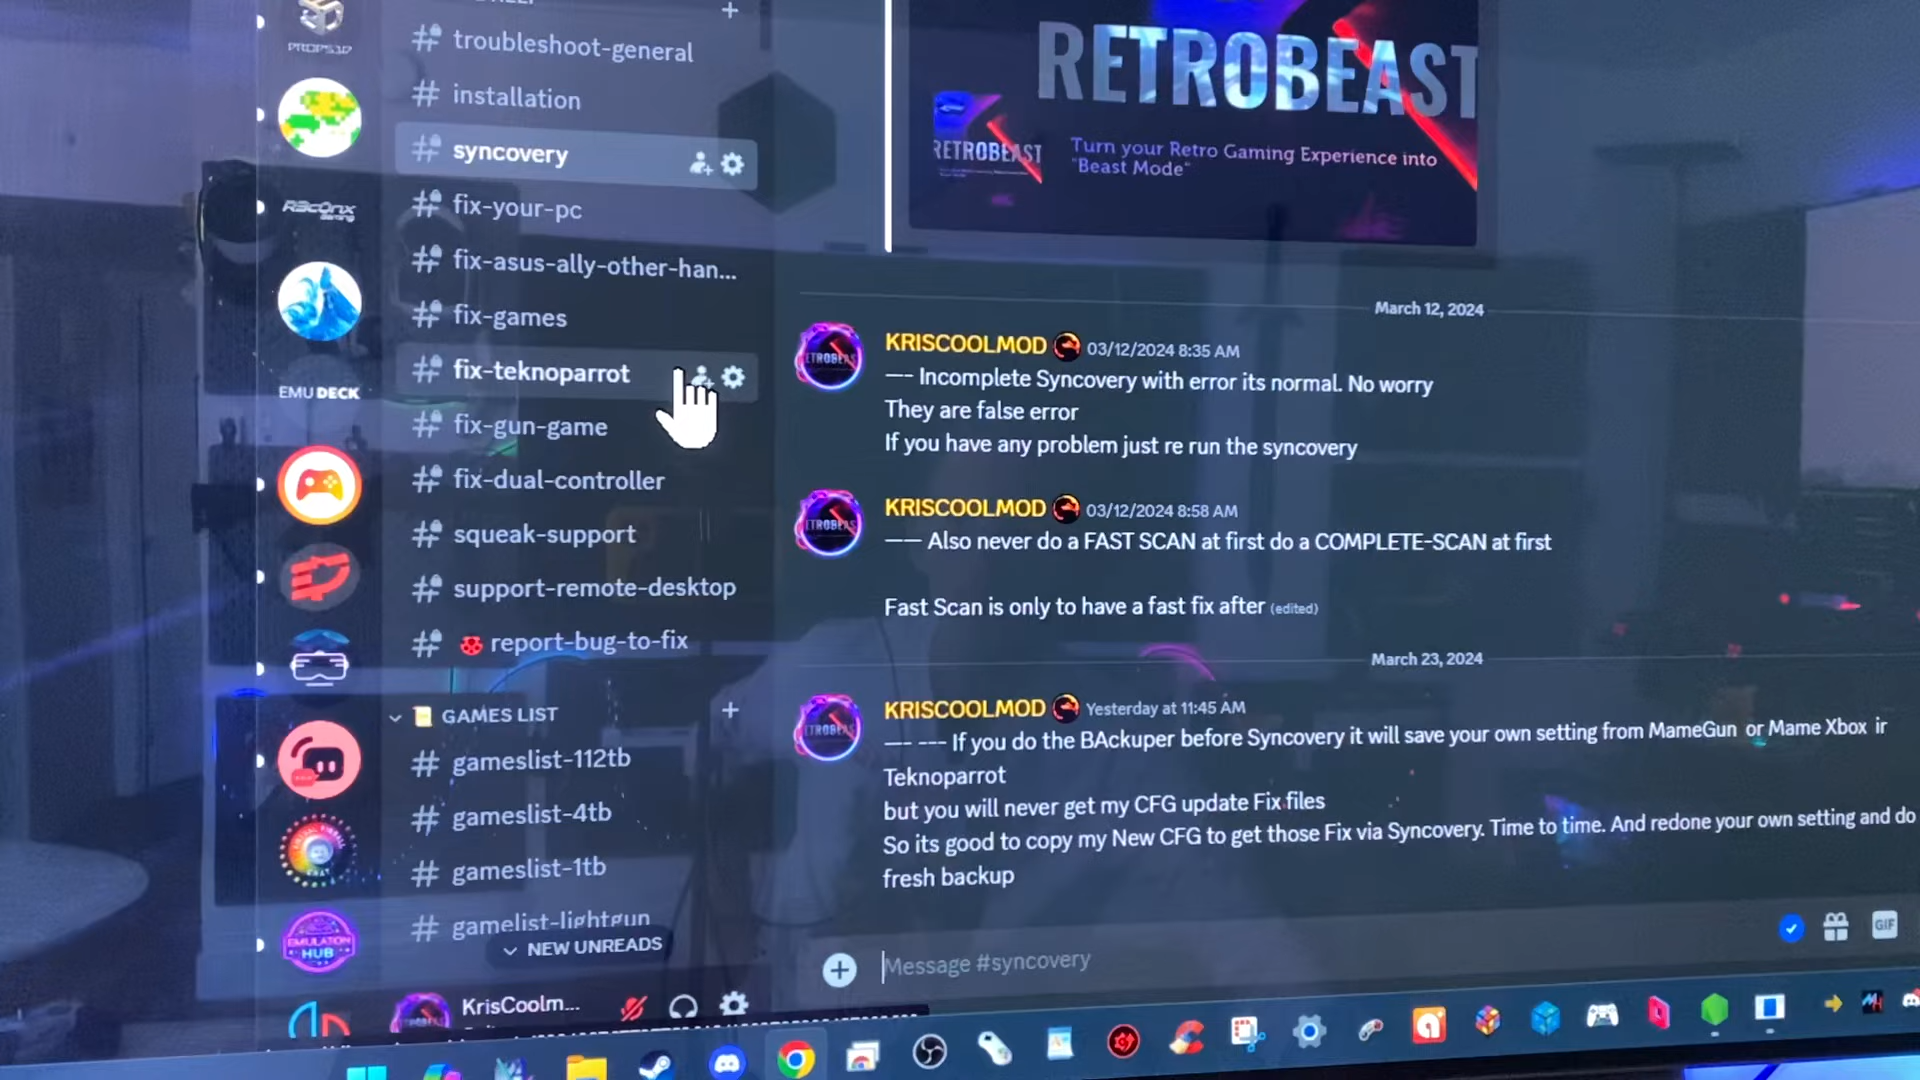 PROPS3D
troubleshoot-general
installation
syncovery
fix-your-pc
R3C0NIX
fix-asus-ally-other-han...
fix-games
fix-teknoparrot
EMUDECK
fix-gun-game
fix-dual-controller
squeak-support
support-remote-desktop
report-bug-to-fix
GAMES LIST
gameslist-112tb
gameslist-4tb
gameslist-1tb
gamelist-lightgun
NEW UNREADS
EMULATION
HUB
KrisCoolm...
RETROBEAST
RETROBEAST
Turn your Retro Gaming Experience into
"Beast Mode"
March 12, 2024
KRISCOOLMOD 03/12/2024 8:35 AM
—- Incomplete Syncovery with error its normal. No worry
They are false error
If you have any problem just re run the syncovery
KRISCOOLMOD 03/12/2024 8:58 AM
—— Also never do a FAST SCAN at first do a COMPLETE-SCAN at first
Fast Scan is only to have a fast fix after (edited)
March 23, 2024
KRISCOOLMOD Yesterday at 11:45 AM
—- --- If you do the BAckuper before Syncovery it will save your own setting from MameGun or Mame Xbox ir
Teknoparrot
but you will never get my CFG update Fix files
So its good to copy my New CFG to get those Fix via Syncovery. Time to time. And redone your own setting and do
fresh backup
Message #syncovery
GIF